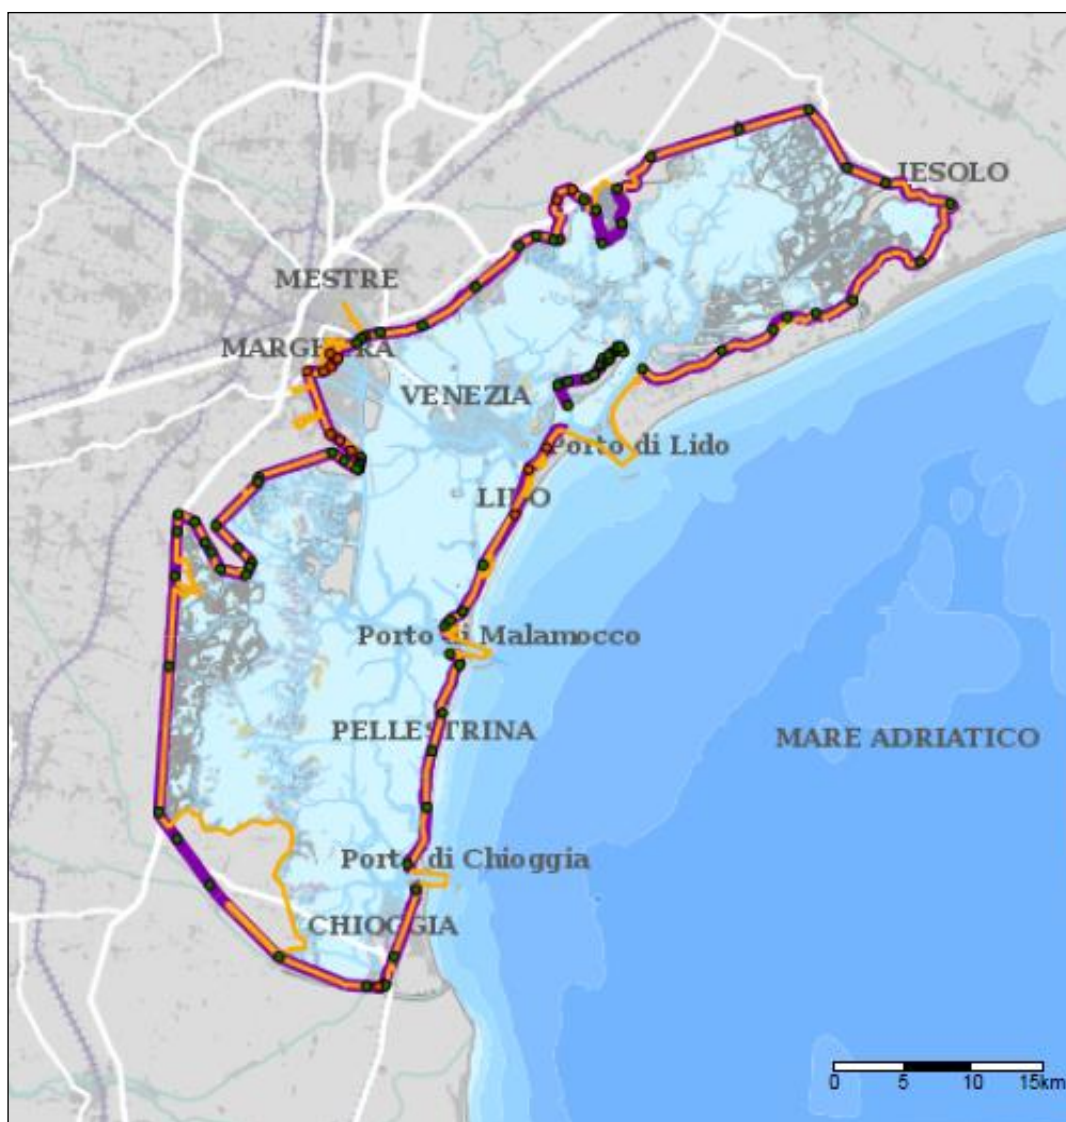 IESOLO
MESTRE
MARGHERA
VENEZIA
Porto di Lido
LIDO
Porto di Malamocco
PELLESTRINA
MARE ADRIATICO
Porto di Chioggia
CHIOGGIA
0 5 10 15km